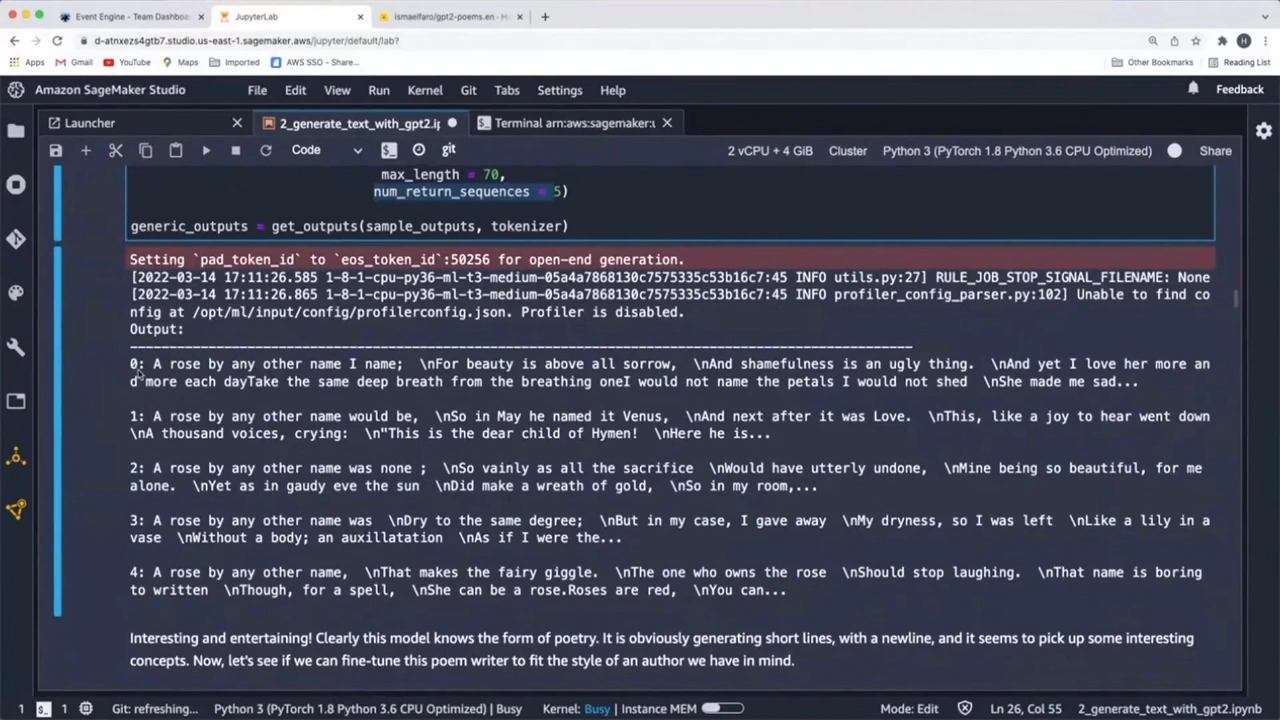 Event Engine - Team Dashboa
JupyterLab
ismaelfaro/gpt2-poems.en · H
d-atnxezs4gtb7.studio.us-east-1.sagemaker.aws/jupyter/default/lab?
H
Apps Gmail YouTube Maps Imported AWS SSO - Share... Other Bookmarks Reading List
Amazon SageMaker Studio File Edit View Run Kernel Git Tabs Settings Help Feedback
Launcher 2_generate_text_with_gpt2.ip Terminal arn:aws:sagemaker:u
Code git 2 vCPU + 4 GiB Cluster Python 3 (PyTorch 1.8 Python 3.6 CPU Optimized) Share
max_length = 70,
num_return_sequences = 5)
generic_outputs = get_outputs(sample_outputs, tokenizer)
Setting `pad_token_id` to `eos_token_id`:50256 for open-end generation.
[2022-03-14 17:11:26.585 1-8-1-cpu-py36-ml-t3-medium-05a4a7868130c7575335c53b16c7:45 INFO utils.py:27] RULE_JOB_STOP_SIGNAL_FILENAME: None
[2022-03-14 17:11:26.865 1-8-1-cpu-py36-ml-t3-medium-05a4a7868130c7575335c53b16c7:45 INFO profiler_config_parser.py:102] Unable to find co
nfig at /opt/ml/input/config/profilerconfig.json. Profiler is disabled.
Output:
----------------------------------------------------------------------------------------------------
0: A rose by any other name I name; \nFor beauty is above all sorrow, \nAnd shamefulness is an ugly thing. \nAnd yet I love her more an
d more each dayTake the same deep breath from the breathing oneI would not name the petals I would not shed \nShe made me sad...
1: A rose by any other name would be, \nSo in May he named it Venus, \nAnd next after it was Love. \nThis, like a joy to hear went down
\nA thousand voices, crying: \n"This is the dear child of Hymen! \nHere he is...
2: A rose by any other name was none ; \nSo vainly as all the sacrifice \nWould have utterly undone, \nMine being so beautiful, for me
alone. \nYet as in gaudy eve the sun \nDid make a wreath of gold, \nSo in my room,...
3: A rose by any other name was \nDry to the same degree; \nBut in my case, I gave away \nMy dryness, so I was left \nLike a lily in a
vase \nWithout a body; an auxillatation \nAs if I were the...
4: A rose by any other name, \nThat makes the fairy giggle. \nThe one who owns the rose \nShould stop laughing. \nThat name is boring
to written \nThough, for a spell, \nShe can be a rose.Roses are red, \nYou can...
Interesting and entertaining! Clearly this model knows the form of poetry. It is obviously generating short lines, with a newline, and it seems to pick up some interesting
concepts. Now, let's see if we can fine-tune this poem writer to fit the style of an author we have in mind.
1 $_ 1 Git: refreshing... Python 3 (PyTorch 1.8 Python 3.6 CPU Optimized) | Busy Kernel: Busy | Instance MEM Mode: Edit Ln 26, Col 55 2_generate_text_with_gpt2.ipynb